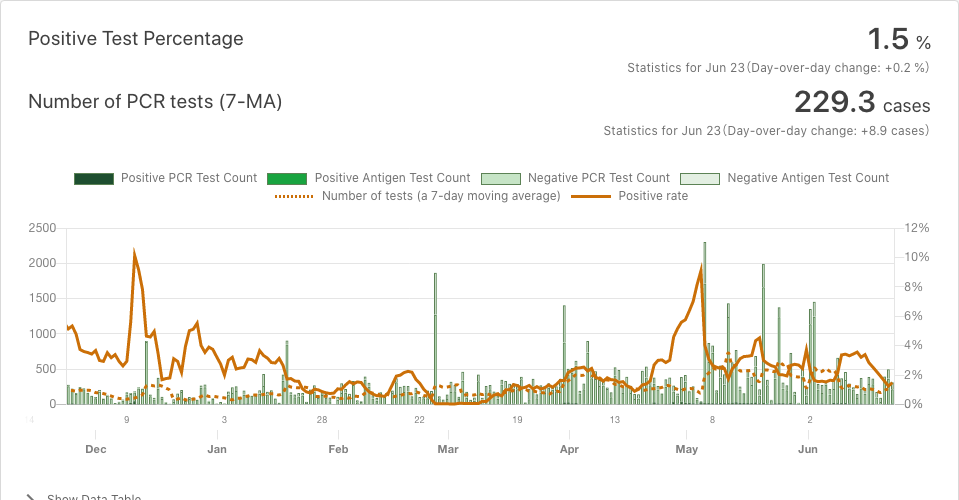 Positive Test Percentage
1.5 %
Statistics for Jun 23(Day-over-day change: +0.2 %)
Number of PCR tests (7-MA)
229.3 cases
Statistics for Jun 23(Day-over-day change: +8.9 cases)
Positive PCR Test Count Positive Antigen Test Count Negative PCR Test Count Negative Antigen Test Count
Number of tests (a 7-day moving average) Positive rate
2500 12%
2000 10%
1500 8%
1000 6%
500 4%
0 2%
0%
9 3 28 22 19 13 8 2
Dec Jan Feb Mar Apr May Jun
Show Data Table